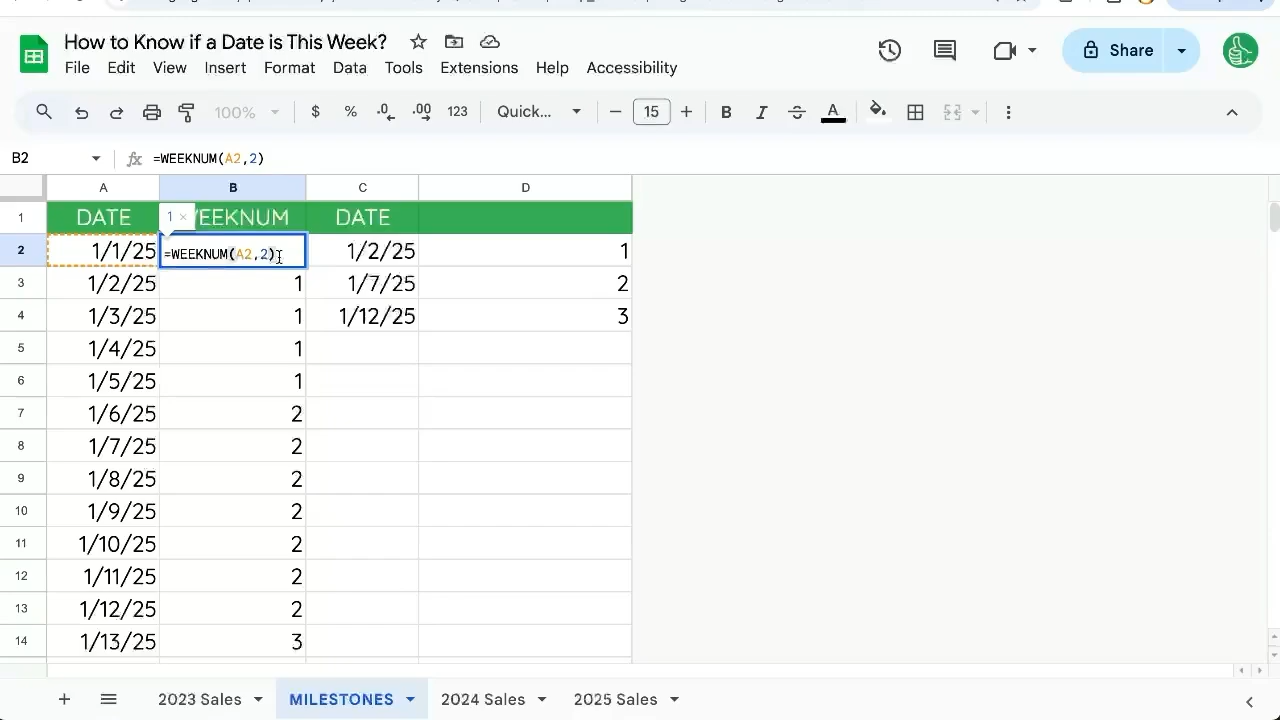 How to Know if a Date is This Week?
File Edit View Insert Format Data Tools Extensions Help Accessibility
Share
100% $ % .0 .00 123 Quick... 15 B I A
B2 fx =WEEKNUM(A2,2)
A B C D
1 DATE WEEKNUM DATE
1 ×
2 1/1/25 =WEEKNUM(A2,2) 1/2/25 1
3 1/2/25 1 1/7/25 2
4 1/3/25 1 1/12/25 3
5 1/4/25 1
6 1/5/25 1
7 1/6/25 2
8 1/7/25 2
9 1/8/25 2
10 1/9/25 2
11 1/10/25 2
12 1/11/25 2
13 1/12/25 2
14 1/13/25 3
2023 Sales MILESTONES 2024 Sales 2025 Sales